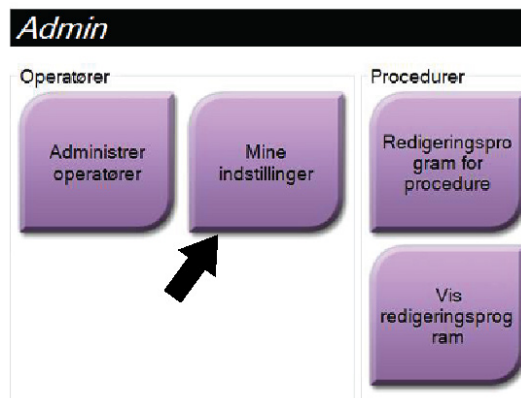 Admin
Operatører
Administrer
operatører
Mine
indstillinger
Procedurer
Redigeringspro
gram for
procedure
Vis
redigeringsprog
ram